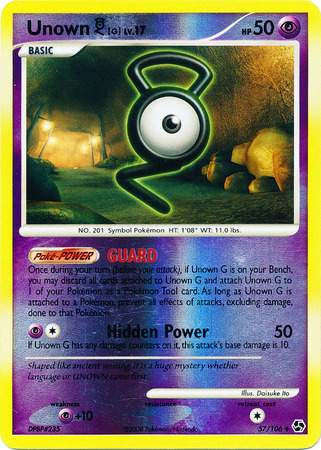 Unown [G] LV.17 HP 50
BASIC
NO. 201 Symbol Pokémon HT: 1'08" WT: 11.0 lbs.
Poké-POWER GUARD
Once during your turn (before your attack), if Unown G is on your Bench,
you may discard all cards attached to Unown G and attach Unown G to
1 of your Pokémon as a Pokémon Tool card. As long as Unown G is
attached to a Pokémon, prevent all effects of attacks, excluding damage,
done to that Pokémon.
Hidden Power 50
If Unown G has any damage counters on it, this attack's base damage is 10.
Shaped like ancient writing, it is a huge mystery whether
language or UNOWN came first.
Illus. Daisuke Ito
weakness resistance retreat cost
+10
DPBP#235 ©2008 Pokémon/Nintendo 57/106